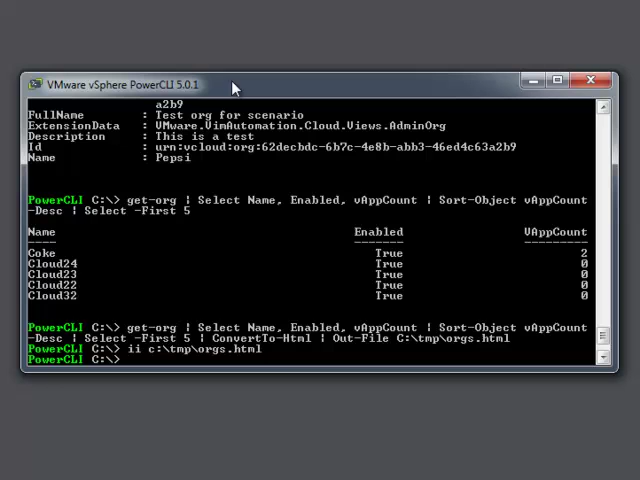 VMware vSphere PowerCLI 5.0.1
a2b9
FullName : Test org for scenario
ExtensionData : VMware.VimAutomation.Cloud.Views.AdminOrg
Description : This is a test
Id : urn:vcloud:org:62decbdc-6b7c-4e8b-abb3-46ed4c63a2b9
Name : Pepsi
PowerCLI C:\> get-org | Select Name, Enabled, vAppCount | Sort-Object vAppCount
-Desc | Select -First 5
Name Enabled VAppCount
---- ------- ---------
Coke True 2
Cloud24 True 0
Cloud23 True 0
Cloud22 True 0
Cloud32 True 0
PowerCLI C:\> get-org | Select Name, Enabled, vAppCount | Sort-Object vAppCount
-Desc | Select -First 5 | ConvertTo-Html | Out-File C:\tmp\orgs.html
PowerCLI C:\> ii c:\tmp\orgs.html
PowerCLI C:\>